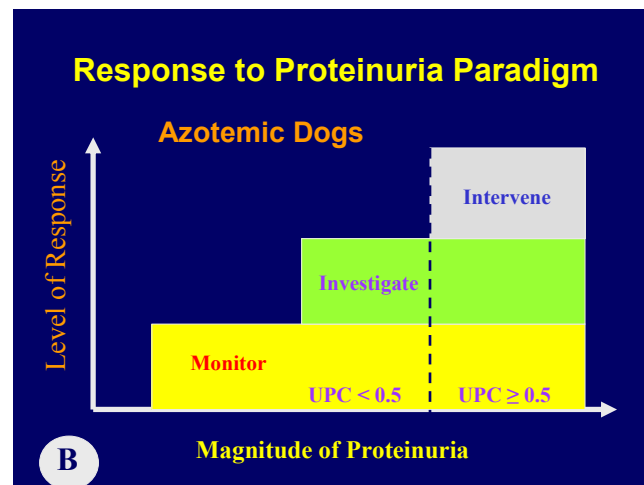 Response to Proteinuria Paradigm
Azotemic Dogs
Level of Response
Intervene
Investigate
Monitor
UPC < 0.5
UPC ≥ 0.5
Magnitude of Proteinuria
B